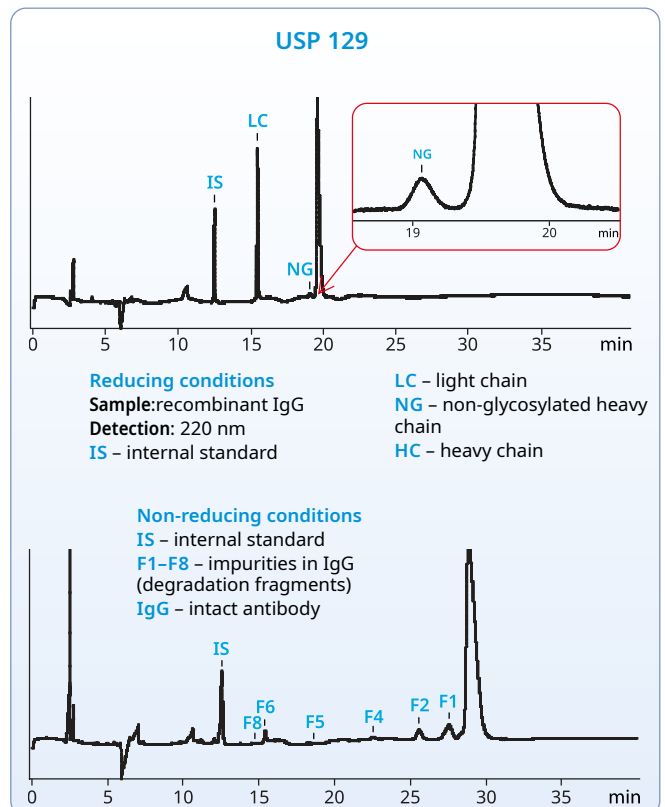 USP 129
LC
IS
NG
NG
19 20 min
0 5 10 15 20 25 30 35 min
Reducing conditions
Sample:recombinant IgG
Detection: 220 nm
IS – internal standard
LC – light chain
NG – non-glycosylated heavy
chain
HC – heavy chain
Non-reducing conditions
IS – internal standard
F1–F8 – impurities in IgG
(degradation fragments)
IgG – intact antibody
IS
F6
F8
F5
F4
F2
F1
0 5 10 15 20 25 30 35 min